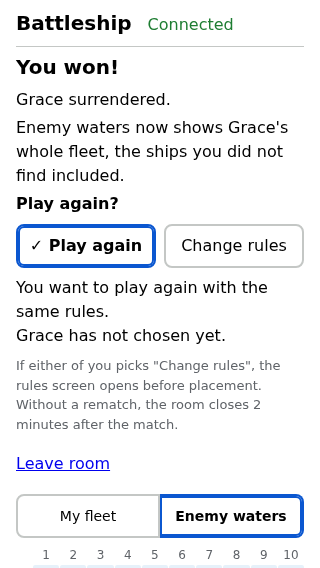 Battleship Connected
You won!
Grace surrendered.
Enemy waters now shows Grace's
whole fleet, the ships you did not
find included.
Play again?
✓ Play again Change rules
You want to play again with the
same rules.
Grace has not chosen yet.
If either of you picks "Change rules", the
rules screen opens before placement.
Without a rematch, the room closes 2
minutes after the match.
Leave room
My fleet Enemy waters
1 2 3 4 5 6 7 8 9 10